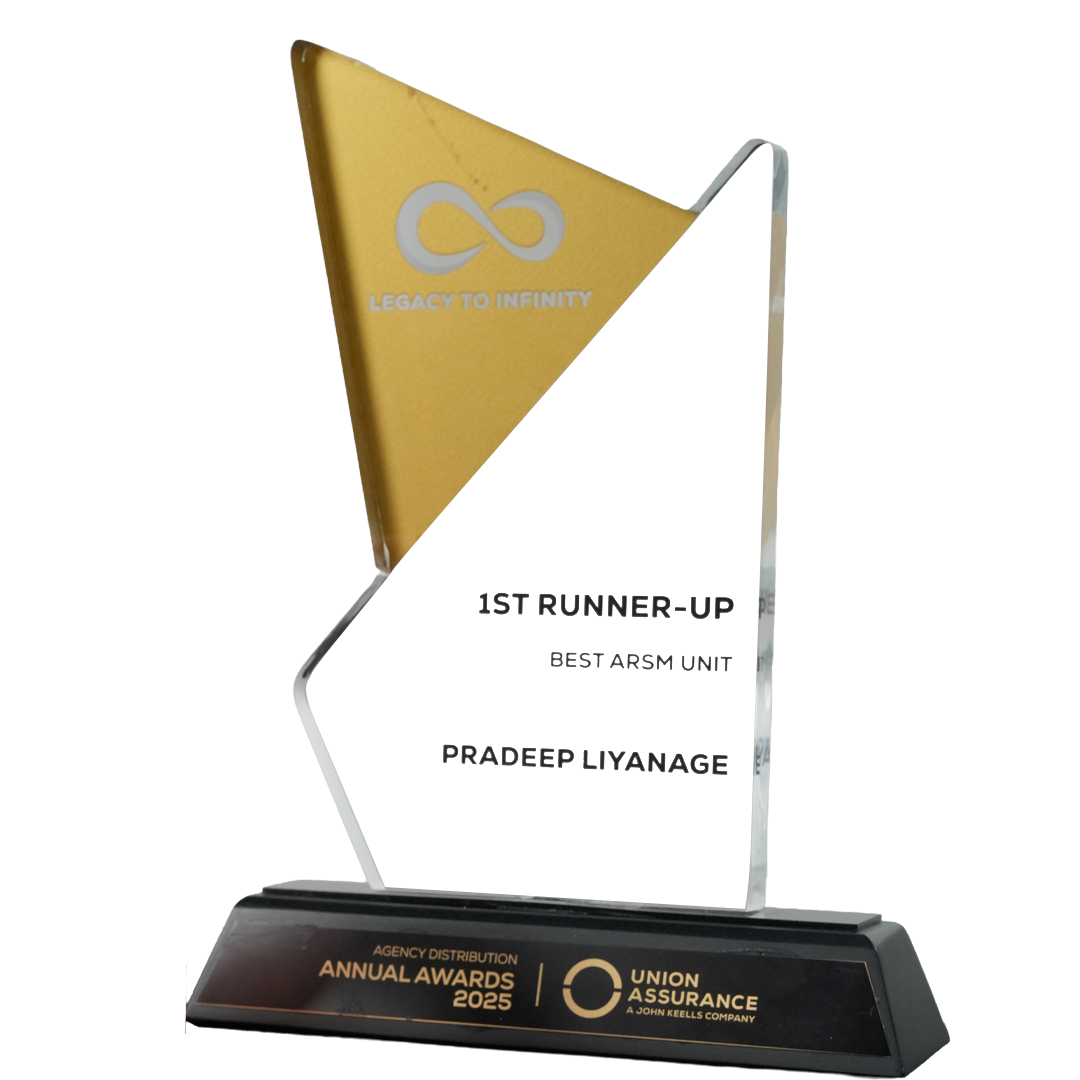 LEGACY TO INFINITY
1ST RUNNER-UP
BEST ARSM UNIT
PRADEEP LIYANAGE
AGENCY DISTRIBUTION
ANNUAL AWARDS
2025
UNION
ASSURANCE
A JOHN KEELLS COMPANY